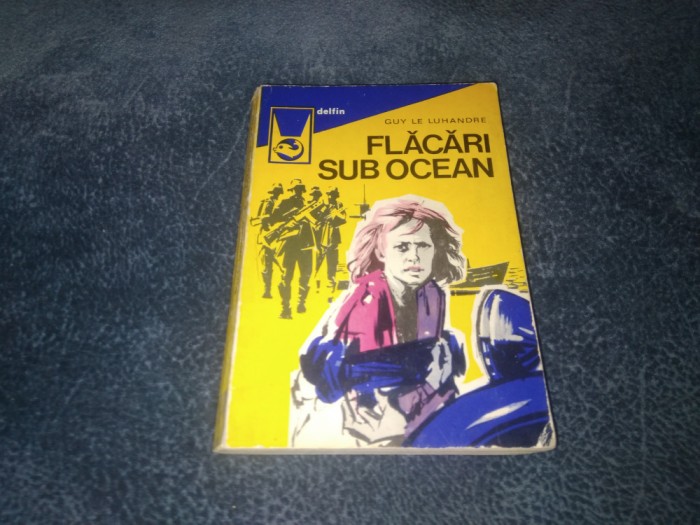 delfin
GUY LE LUHANDRE
FLĂCĂRI
SUB OCEAN